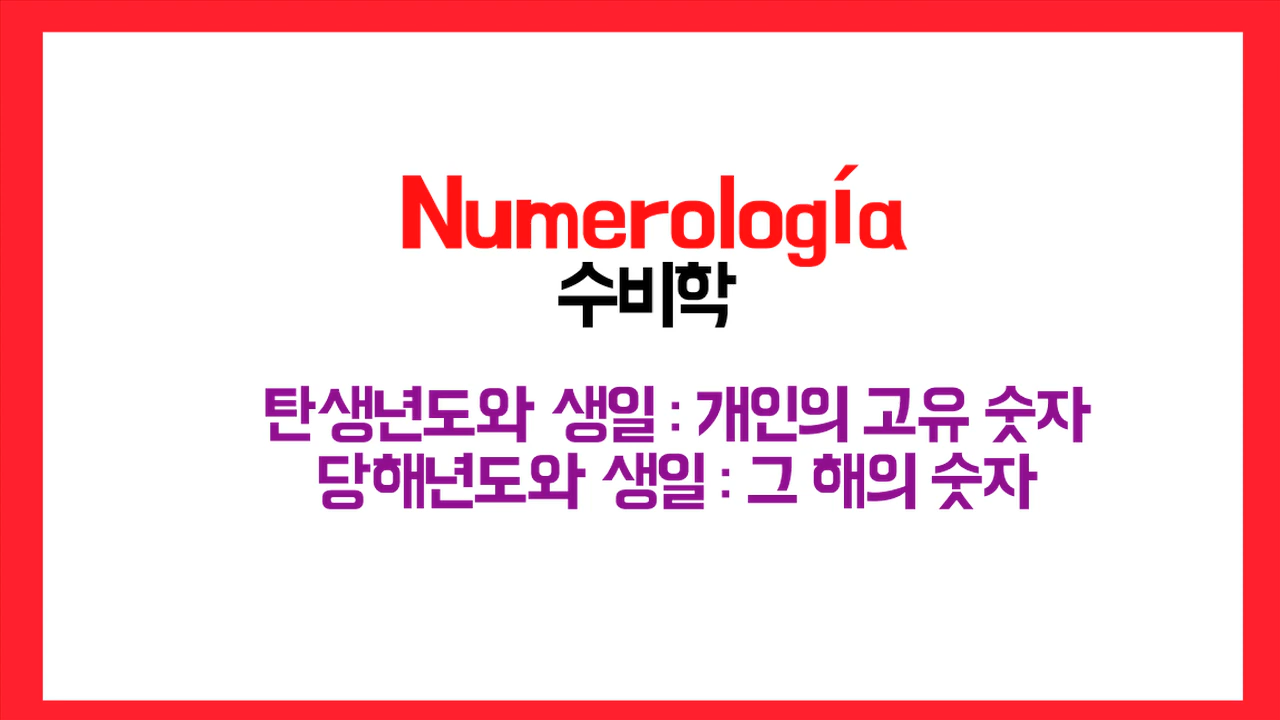 Numerología
수비학
탄생년도와 생일 : 개인의 고유 숫자
당해년도와 생일 : 그 해의 숫자